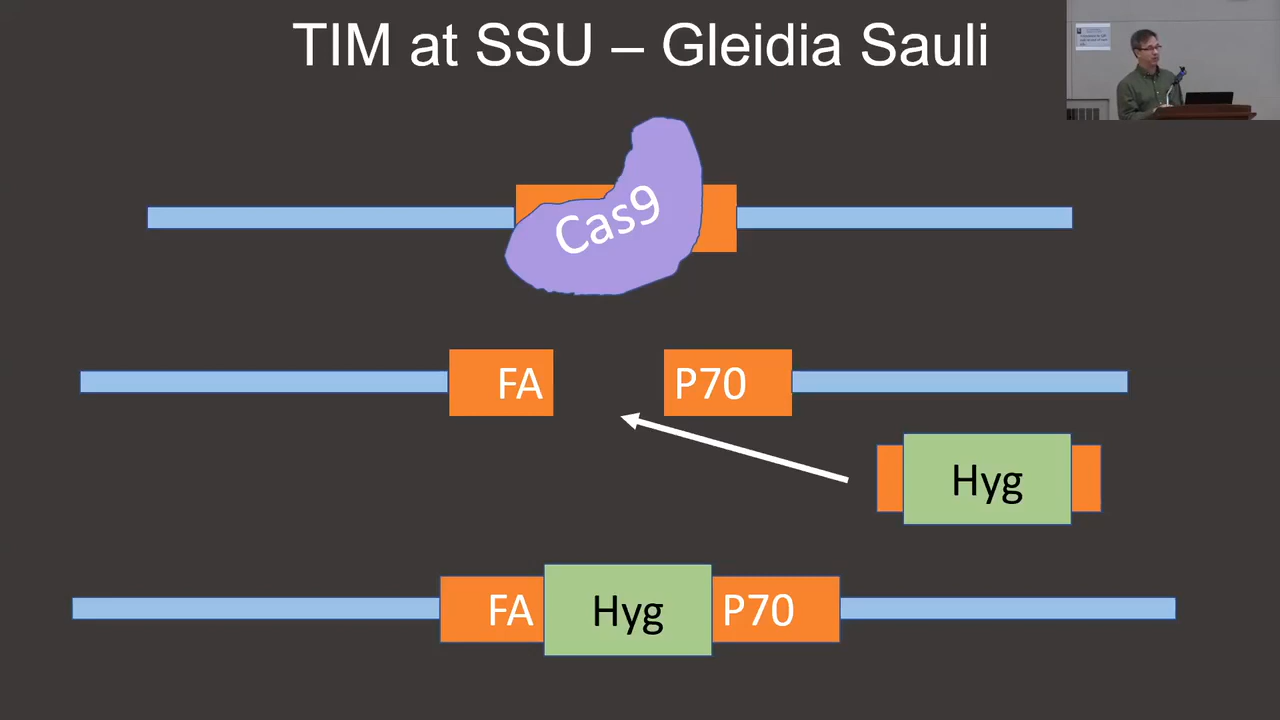 TIM at SSU – Gleidia Sauli
Cas9
FA
P70
Hyg
FA
Hyg
P70